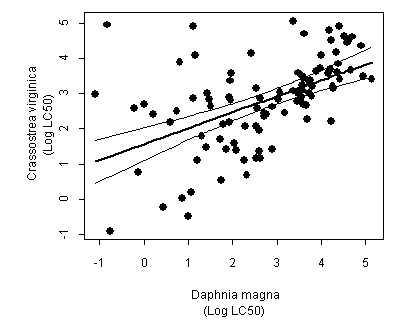 Crassostrea virginica
(Log LC50)
5
4
3
2
1
0
-1
-1 0 1 2 3 4 5
Daphnia magna
(Log LC50)